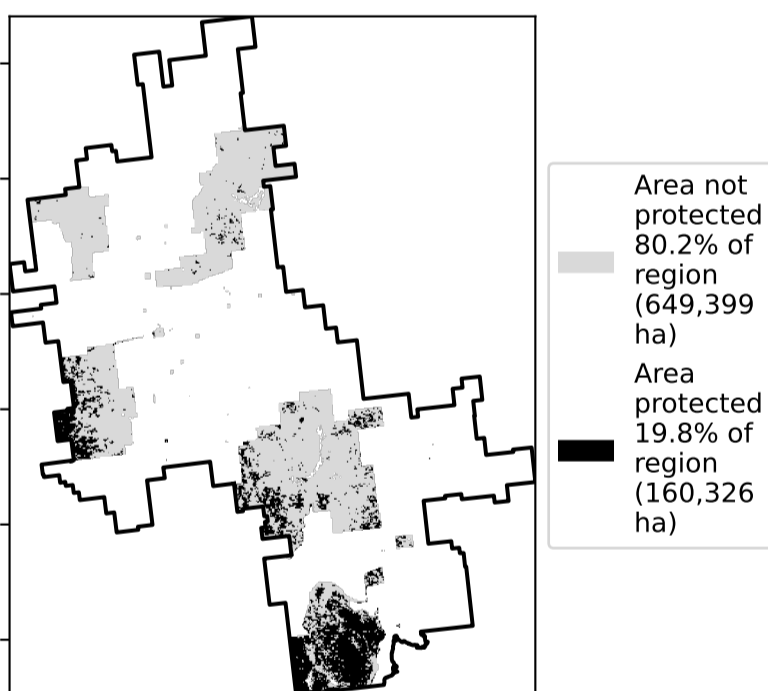 Area not
protected
80.2% of
region
(649,399
ha)
Area
protected
19.8% of
region
(160,326
ha)